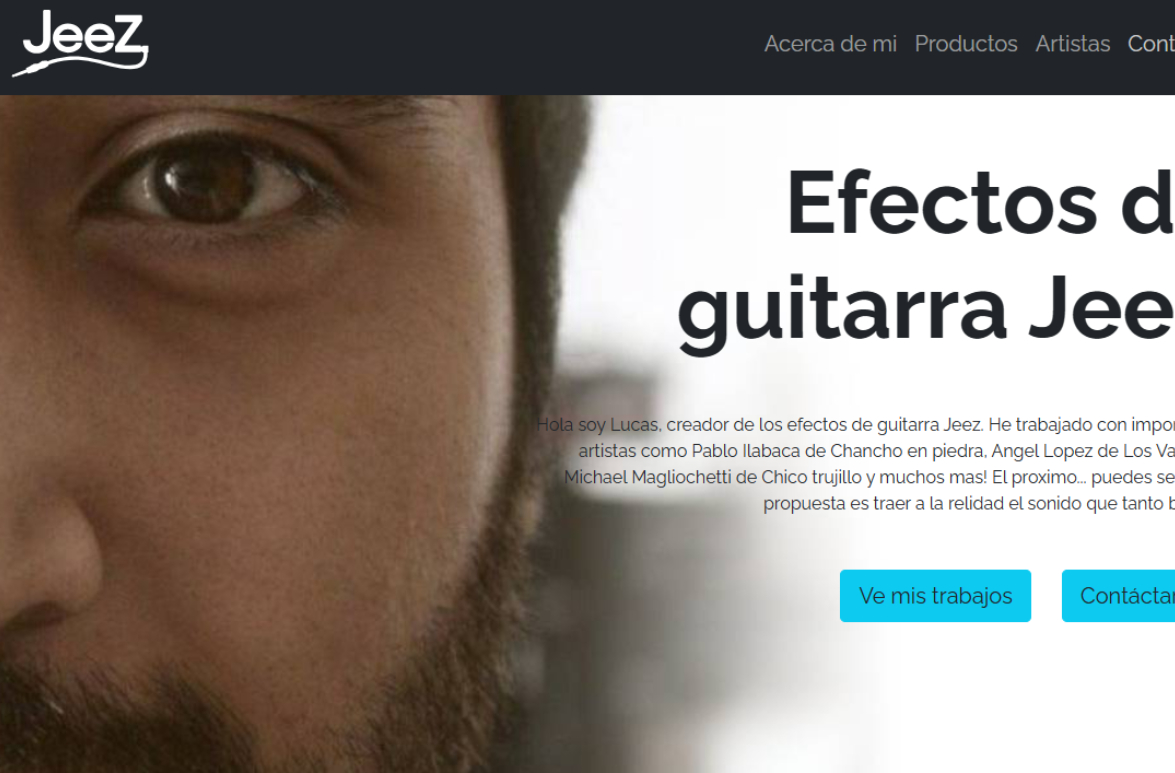 JeeZ
Acerca de mi Productos Artistas Cont
Efectos d
guitarra Jee
Hola soy Lucas, creador de los efectos de guitarra Jeez. He trabajado con impor
artistas como Pablo Ilabaca de Chancho en piedra, Angel Lopez de Los Va
Michael Magliochetti de Chico trujillo y muchos mas! El proximo... puedes se
propuesta es traer a la relidad el sonido que tanto b
Ve mis trabajos Contáctar